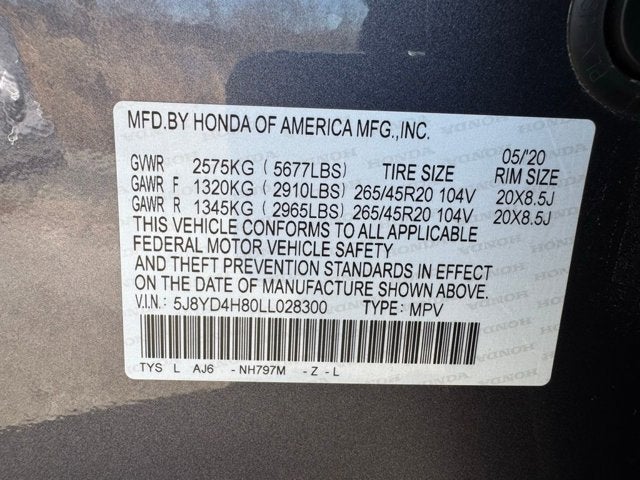 MFD.BY HONDA OF AMERICA MFG.,INC.
05/'20
GVWR 2575KG ( 5677LBS) TIRE SIZE RIM SIZE
GAWR F 1320KG ( 2910LBS) 265/45R20 104V 20X8.5J
GAWR R 1345KG ( 2965LBS) 265/45R20 104V 20X8.5J
THIS VEHICLE CONFORMS TO ALL APPLICABLE
FEDERAL MOTOR VEHICLE SAFETY
AND THEFT PREVENTION STANDARDS IN EFFECT
ON THE DATE OF MANUFACTURE SHOWN ABOVE.
V.I.N.: 5J8YD4H80LL028300 TYPE: MPV
TYS L AJ6 -NH797M -Z -L